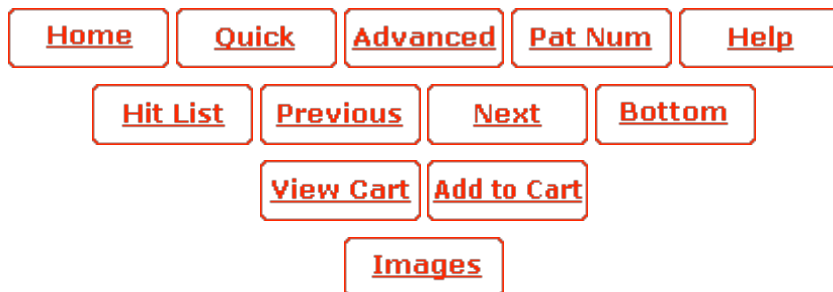 Home Quick Advanced Pat Num Help
Hit List Previous Next Bottom
View Cart Add to Cart
Images